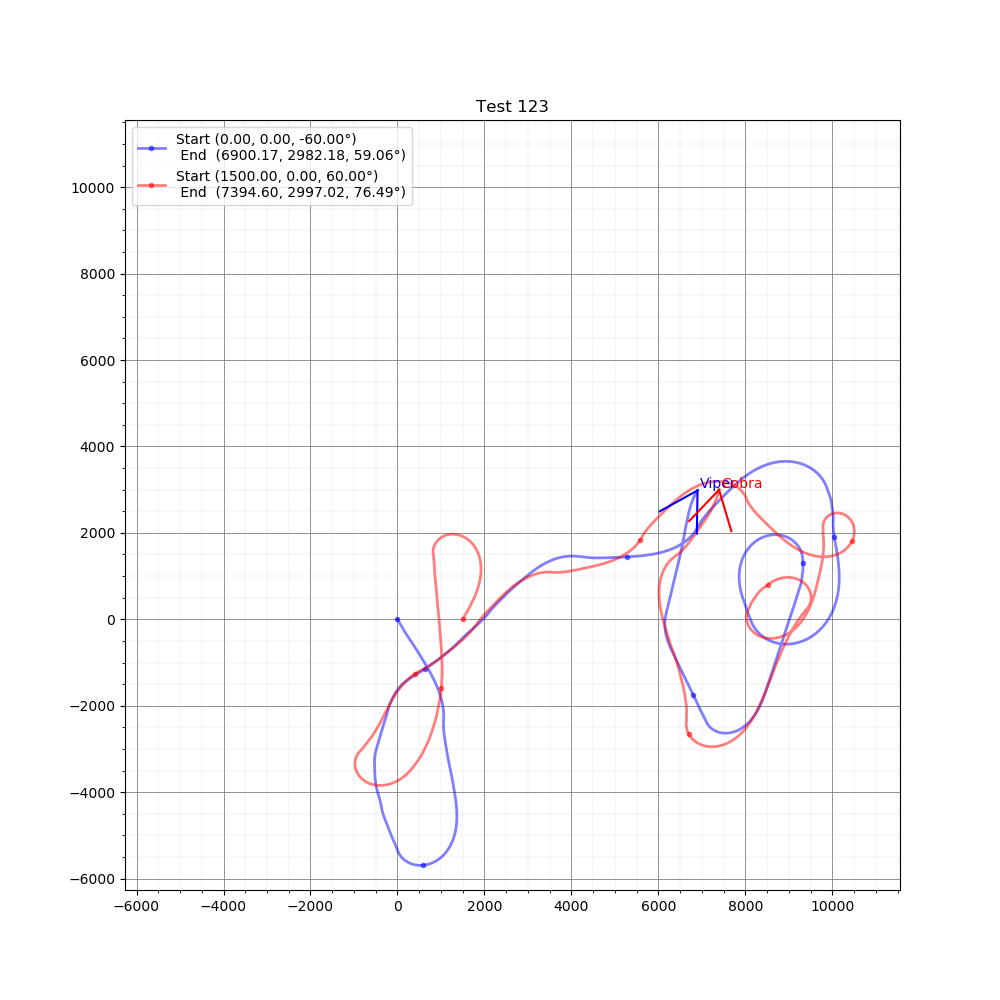 Test 123
Start (0.00, 0.00, -60.00°)
End (6900.17, 2982.18, 59.06°)
Start (1500.00, 0.00, 60.00°)
End (7394.60, 2997.02, 76.49°)
10000
8000
6000
4000
Viper
Cobra
2000
0
−2000
−4000
−6000
−6000 −4000 −2000 0 2000 4000 6000 8000 10000